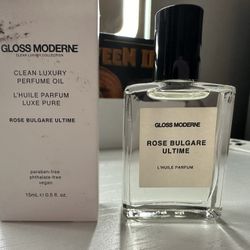 GLOSS MODERNE
CLEAN LUXURY COLLECTION
CLEAN LUXURY
PERFUME OIL
L'HUILE PARFUM
LUXE PURE
ROSE BULGARE ULTIME
paraben-free
phthalate-free
vegan
15mL / 0.5 fl. oz.
GLOSS MODERNE
ROSE BULGARE
ULTIME
L'HUILE PARFUM